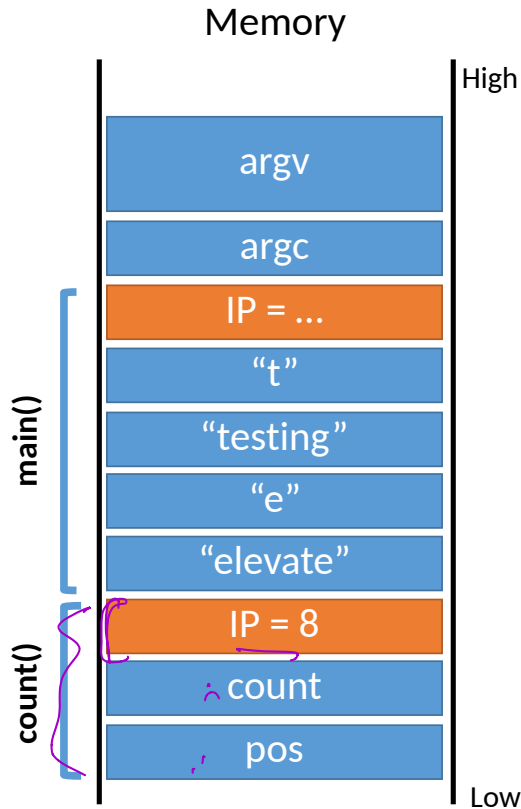 Memory
High
argv
argc
IP = ...
“t”
“testing”
“e”
“elevate”
main()
IP = 8
count
pos
count()
Low